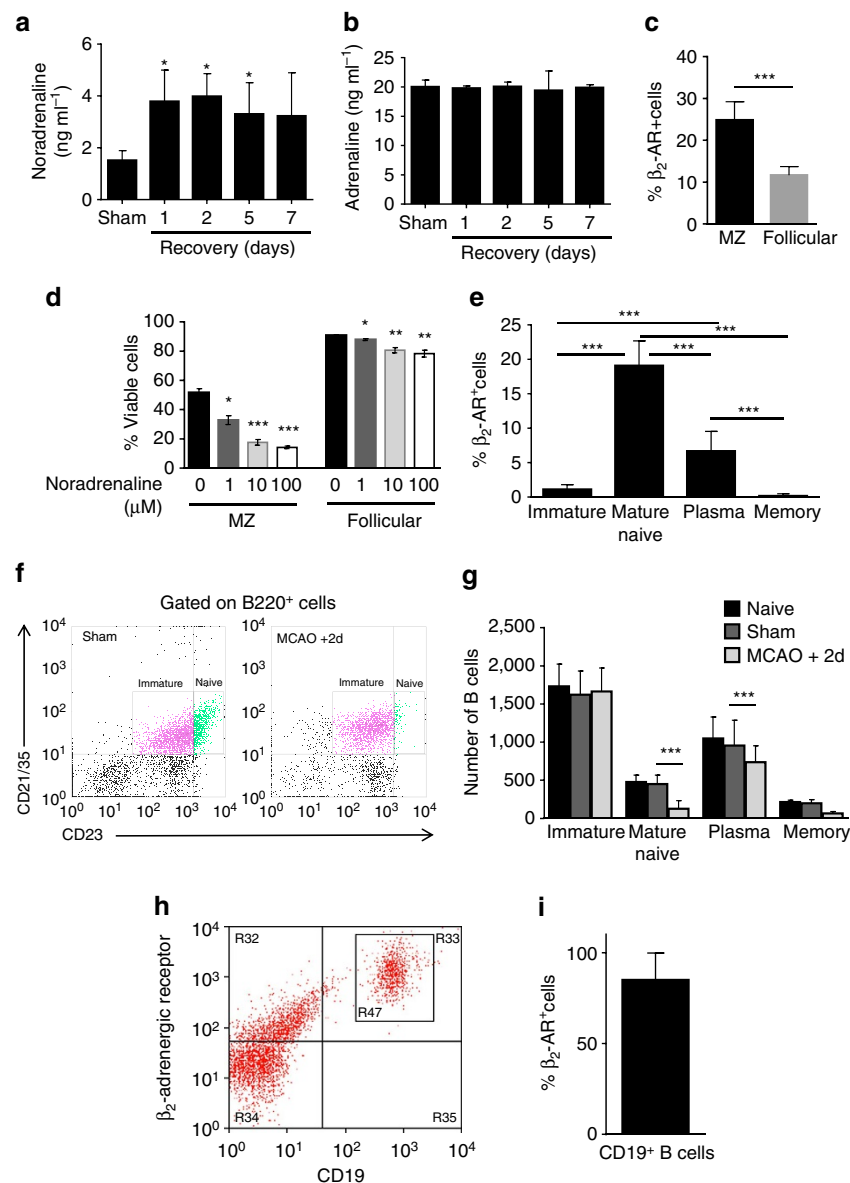 a
Noradrenaline
(ng ml⁻¹)
6
4
2
0
*
*
*
Sham 1 2 5 7
Recovery (days)
b
Adrenaline (ng ml⁻¹)
25
20
15
10
5
0
Sham 1 2 5 7
Recovery (days)
c
% β₂-AR+cells
40
30
20
10
0
***
MZ Follicular
d
% Viable cells
100
80
60
40
20
0
* *** *** * ** **
Noradrenaline
(μM)
0 1 10 100 0 1 10 100
MZ Follicular
e
% β₂-AR⁺cells
25
20
15
10
5
0
***
***
*** ***
***
Immature Mature naive Plasma Memory
f
Gated on B220⁺ cells
CD21/35
10⁴
10³
10²
10¹
10⁰
Sham
Immature Naive
10⁰ 10¹ 10² 10³ 10⁴
10⁴
10³
10²
10¹
10⁰
MCAO +2d
Immature Naive
10⁰ 10¹ 10² 10³ 10⁴
CD23
g
Naive
Sham
MCAO + 2d
Number of B cells
2,500
2,000
1,500
1,000
500
0
*** ***
Immature Mature naive Plasma Memory
h
β₂-adrenergic receptor
10⁴
10³
10²
10¹
10⁰
R32 R33
R47
R34 R35
10⁰ 10¹ 10² 10³ 10⁴
CD19
i
% β₂-AR⁺cells
100
50
0
CD19⁺ B cells